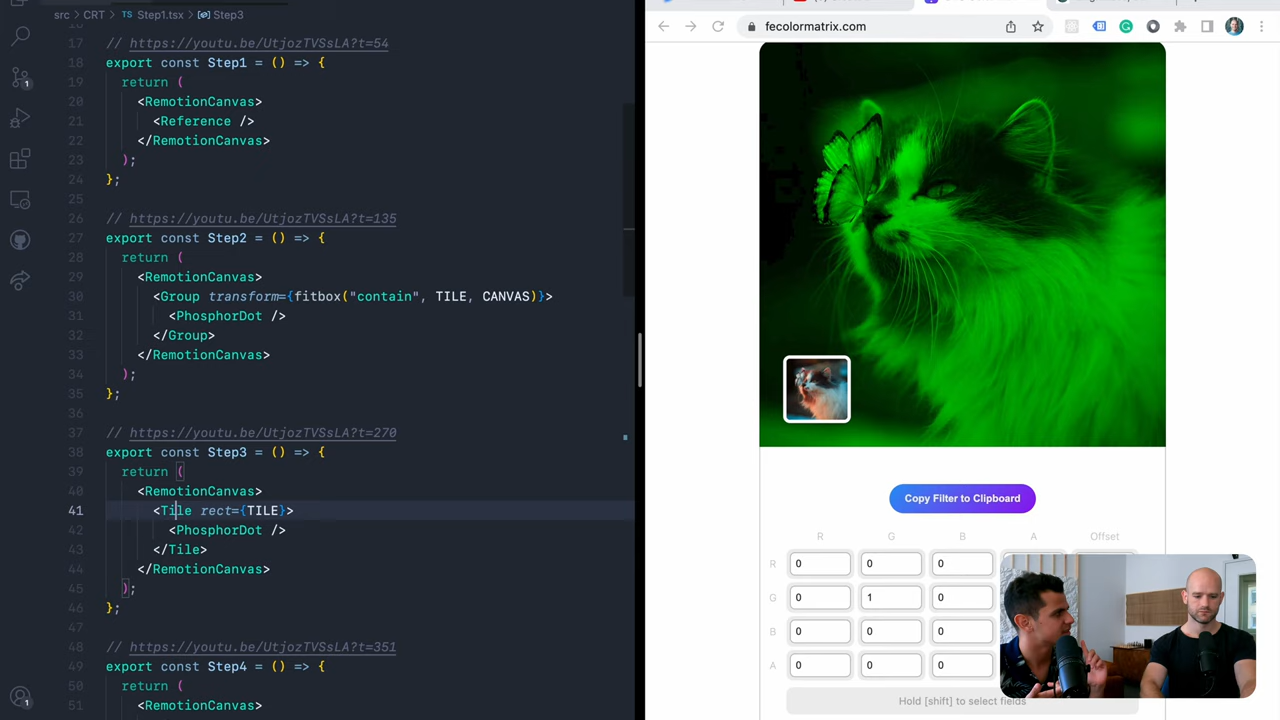 src > CRT > Step1.tsx > Step3
fecolormatrix.com
17 // https://youtu.be/UtjozTVSsLA?t=54
18 export const Step1 = () => {
19 return (
20 <RemotionCanvas>
21 <Reference />
22 </RemotionCanvas>
23 );
24 };
25
26 // https://youtu.be/UtjozTVSsLA?t=135
27 export const Step2 = () => {
28 return (
29 <RemotionCanvas>
30 <Group transform={fitbox("contain", TILE, CANVAS)}>
31 <PhosphorDot />
32 </Group>
33 </RemotionCanvas>
34 );
35 };
36
37 // https://youtu.be/UtjozTVSsLA?t=270
38 export const Step3 = () => {
39 return (
40 <RemotionCanvas>
41 <Tile rect={TILE}>
42 <PhosphorDot />
43 </Tile>
44 </RemotionCanvas>
45 );
46 };
47
48 // https://youtu.be/UtjozTVSsLA?t=351
49 export const Step4 = () => {
50 return (
51 <RemotionCanvas>
1
1
Copy Filter to Clipboard
R G B A Offset
R 0 0 0
G 0 1 0
B 0 0 0
A 0 0 0
Hold [shift] to select fields